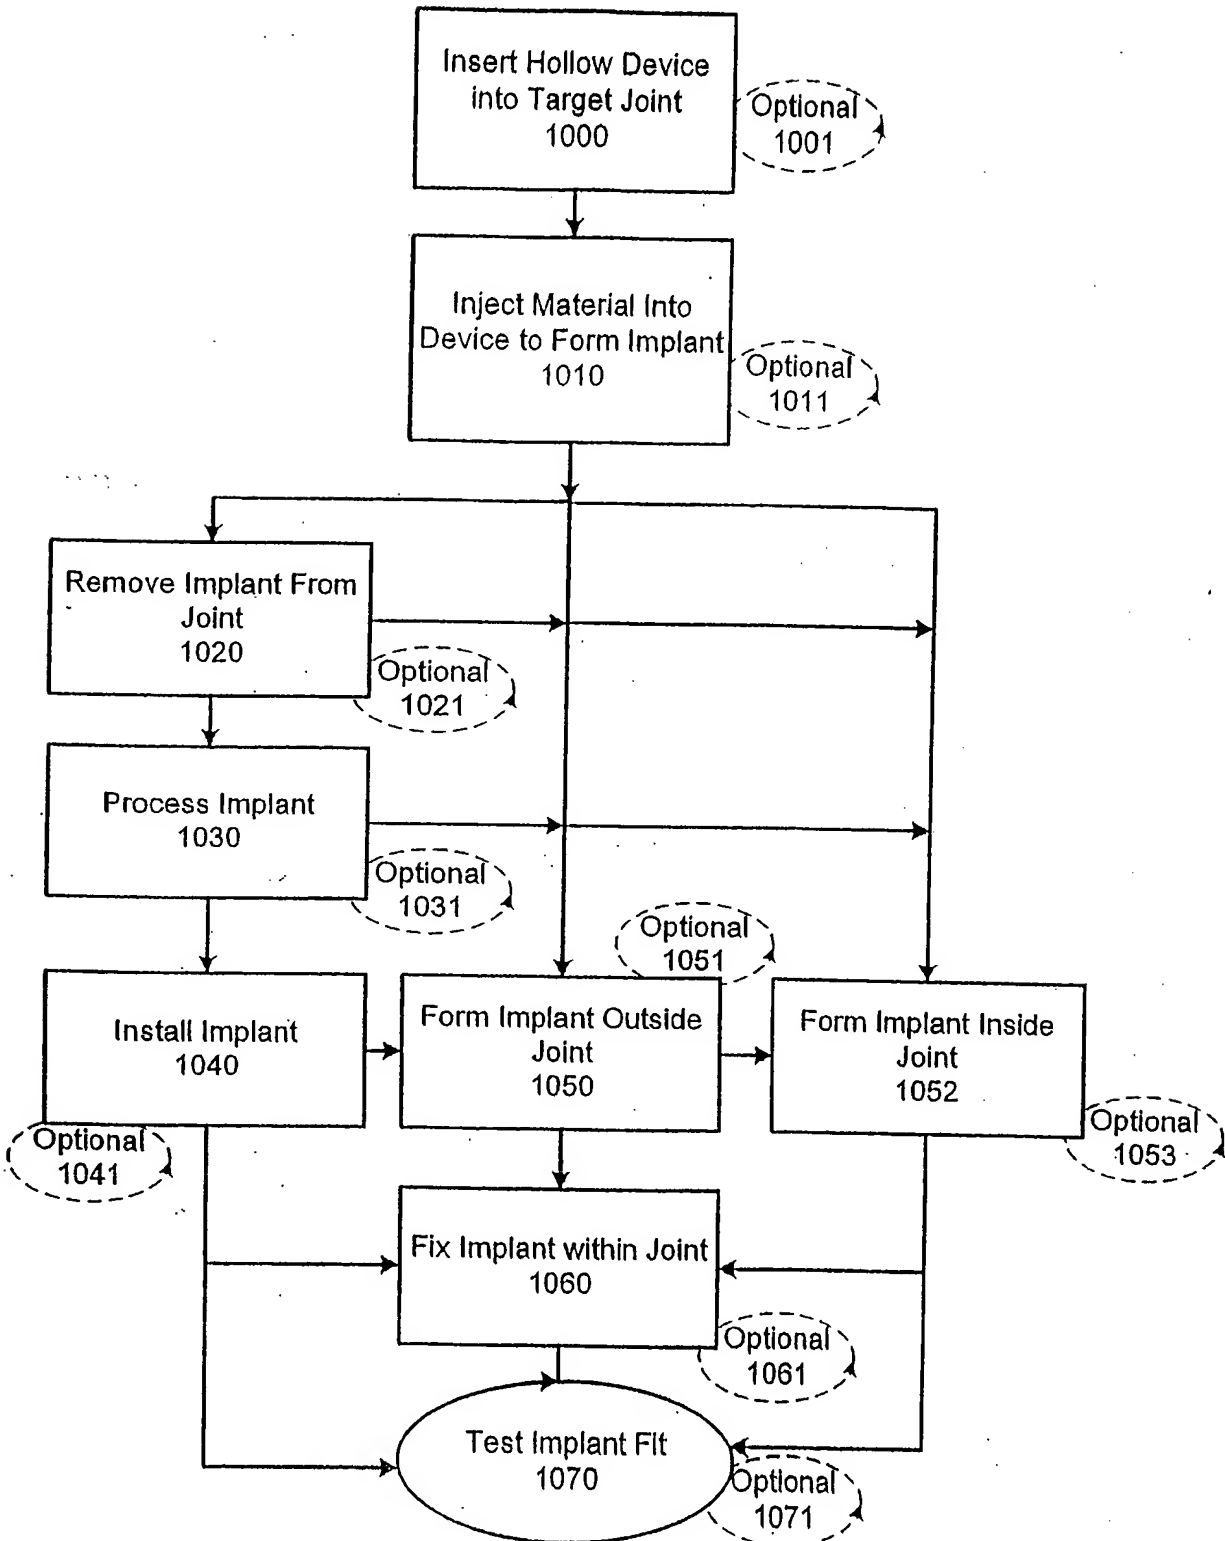 Insert Hollow Device
into Target Joint
1000
Optional
1001
Inject Material Into
Device to Form Implant
1010
Optional
1011
Remove Implant From
Joint
1020
Optional
1021
Process Implant
1030
Optional
1031
Optional
1051
Install Implant
1040
Form Implant Outside
Joint
1050
Form Implant Inside
Joint
1052
Optional
1041
Optional
1053
Fix Implant within Joint
1060
Optional
1061
Test Implant Fit
1070
Optional
1071